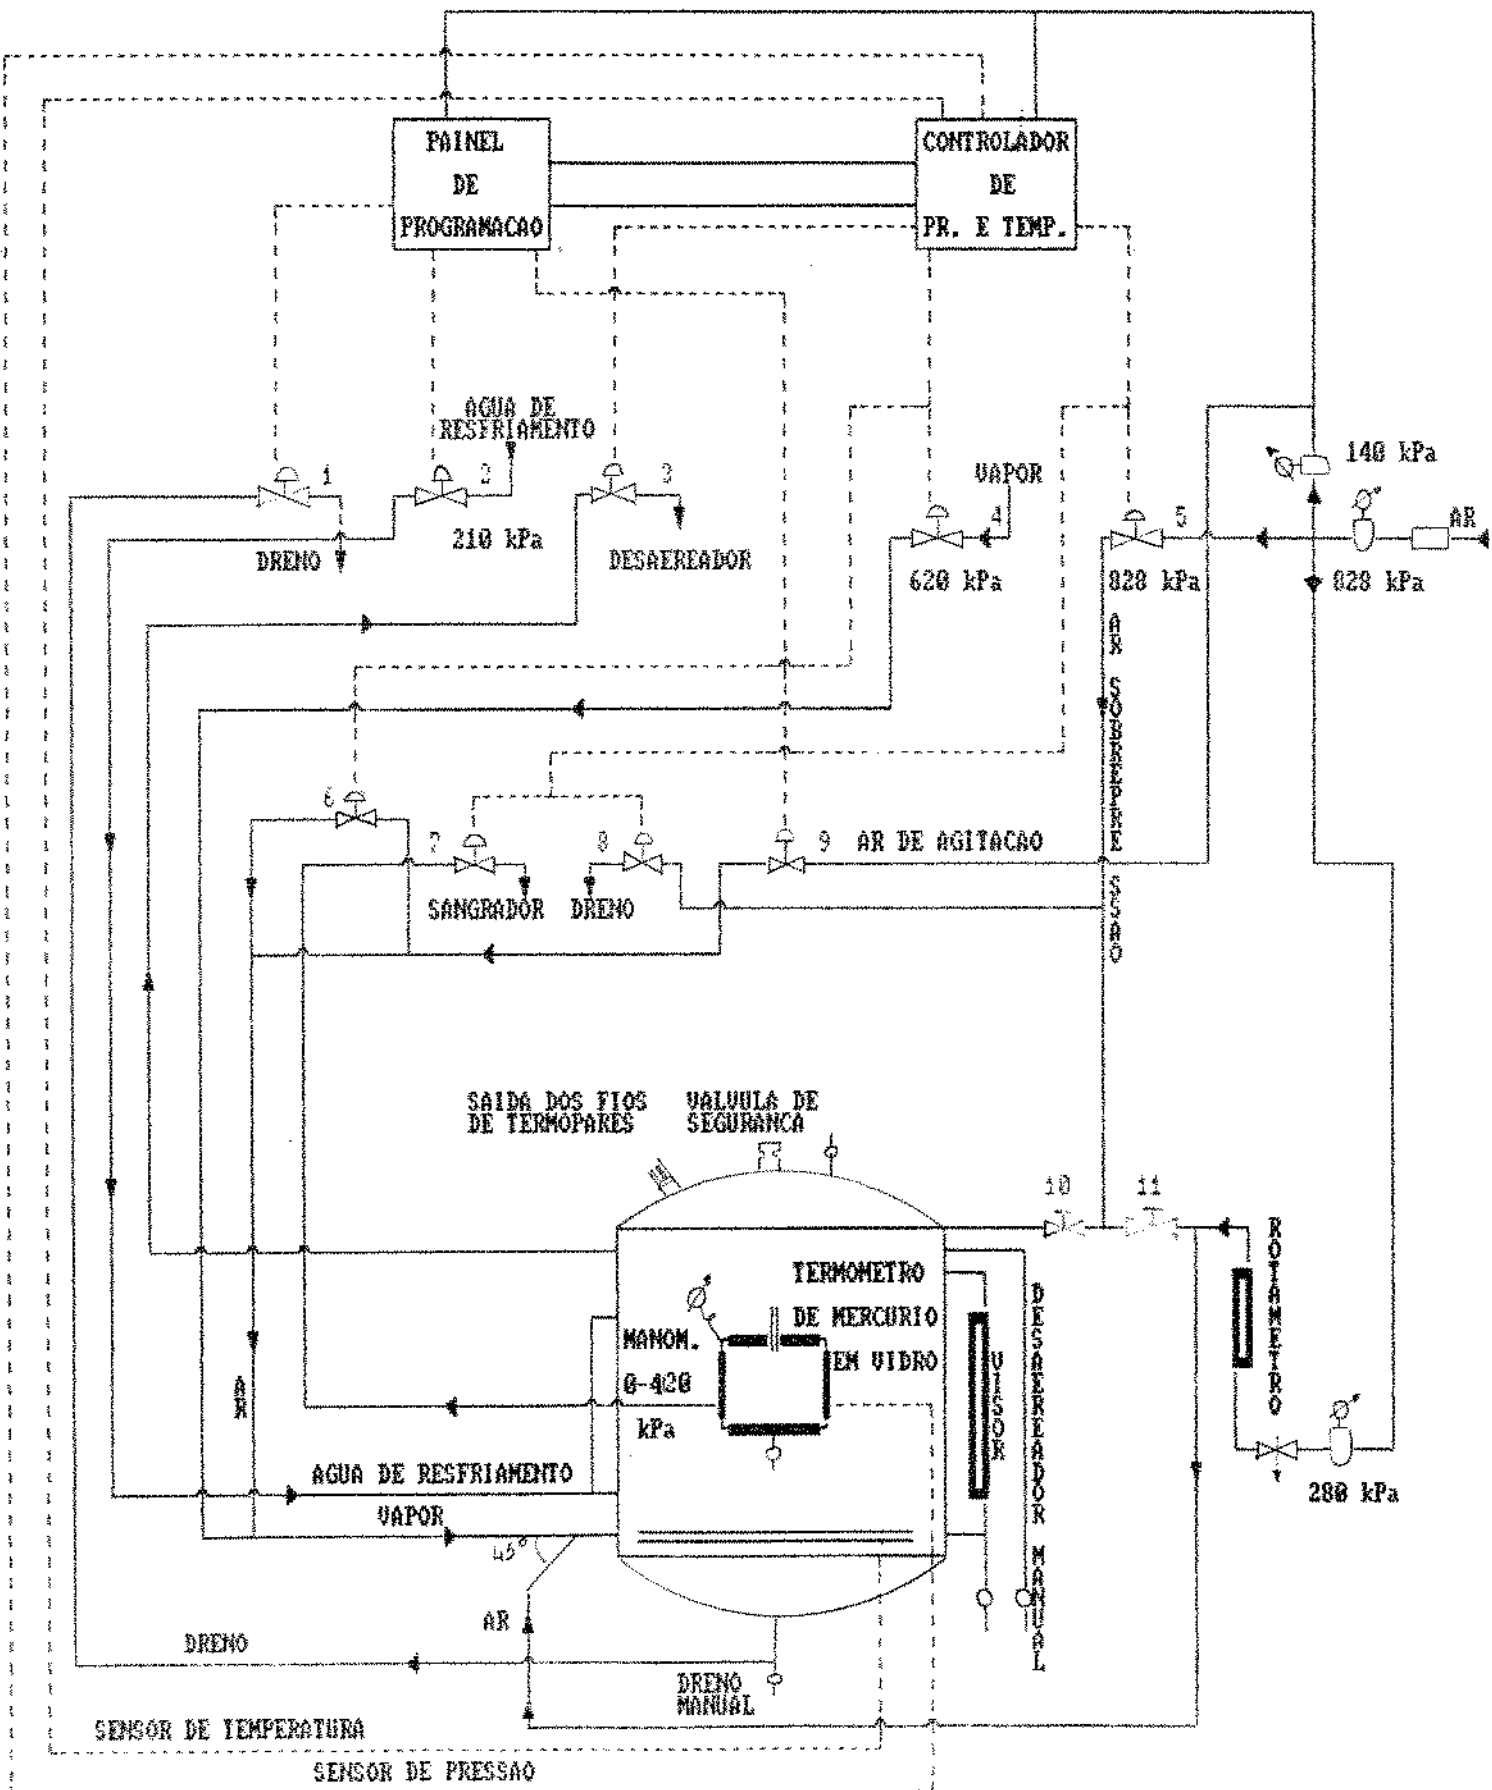 PAINEL
DE
PROGRAMACAO
CONTROLADOR
DE
PR. E TEMP.
AGUA DE
RESFRIAMENTO
1
2
3
DRENO
210 kPa
DESAEREADOR
VAPOR
4
620 kPa
5
828 kPa
140 kPa
AR
828 kPa
AR SOBREPRESSAO
6
7
8
9
AR DE AGITACAO
SANGRADOR
DRENO
SAIDA DOS FIOS
DE TERMOPARES
VALVULA DE
SEGURANCA
10
11
TERMOMETRO
DE MERCURIO
EM VIDRO
MANOM.
0-420
kPa
VISOR
DESAEREADOR MANUAL
ROTAMETRO
280 kPa
AR
AGUA DE RESFRIAMENTO
VAPOR
45°
AR
DRENO
DRENO
MANUAL
SENSOR DE TEMPERATURA
SENSOR DE PRESSAO